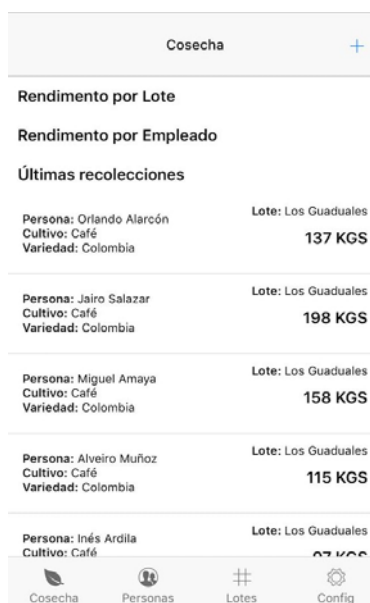 Cosecha
+
Rendimento por Lote
Rendimento por Empleado
Últimas recolecciones
Persona: Orlando Alarcón
Lote: Los Guaduales
Cultivo: Café
137 KGS
Variedad: Colombia
Persona: Jairo Salazar
Lote: Los Guaduales
Cultivo: Café
198 KGS
Variedad: Colombia
Persona: Miguel Amaya
Lote: Los Guaduales
Cultivo: Café
158 KGS
Variedad: Colombia
Persona: Alveiro Muñoz
Lote: Los Guaduales
Cultivo: Café
115 KGS
Variedad: Colombia
Persona: Inés Ardila
Lote: Los Guaduales
Cultivo: Café
Cosecha Personas Lotes Config